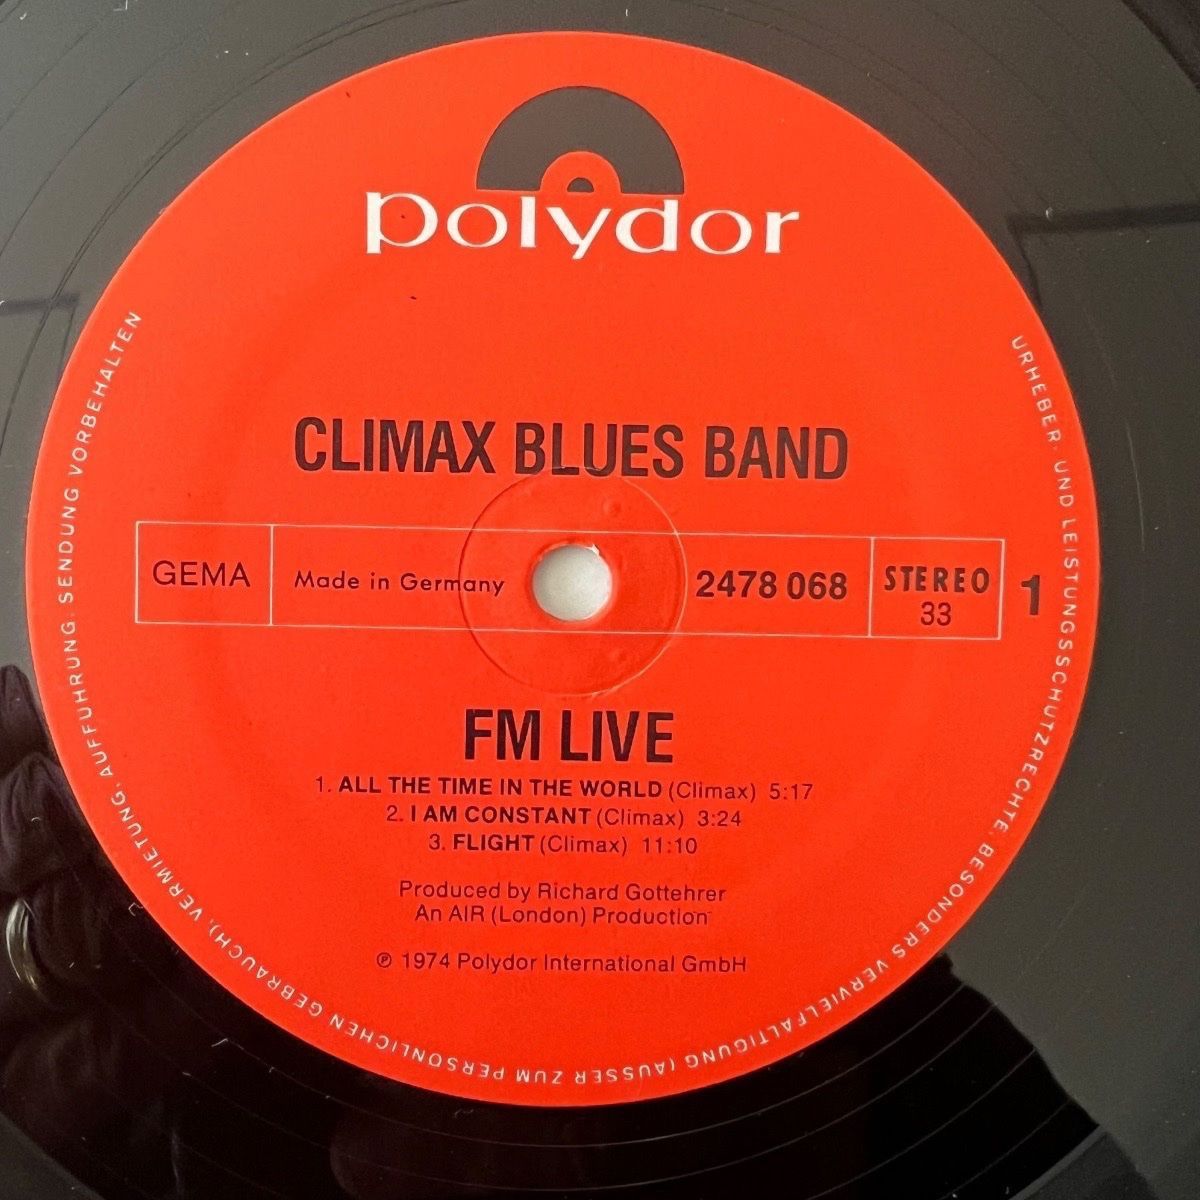 polydor
CLIMAX BLUES BAND
GEMA
Made in Germany
2478 068
STEREO
33
1
FM LIVE
1. ALL THE TIME IN THE WORLD (Climax) 5:17
2. I AM CONSTANT (Climax) 3:24
3. FLIGHT (Climax) 11:10
Produced by Richard Gottehrer
An AIR (London) Production
℗ 1974 Polydor International GmbH
URHEBER- UND LEISTUNGSSCHUTZRECHTE, BESONDERS VERVIELFÄLTIGUNG (AUSSER ZUM PERSÖNLICHEN GEBRAUCH), VERMIETUNG, AUFFÜHRUNG, SENDUNG VORBEHALTEN